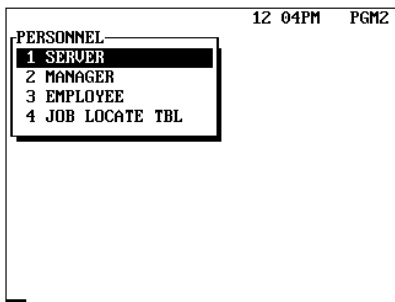 12 04PM PGM2
PERSONNEL
1 SERVER
2 MANAGER
3 EMPLOYEE
4 JOB LOCATE TBL